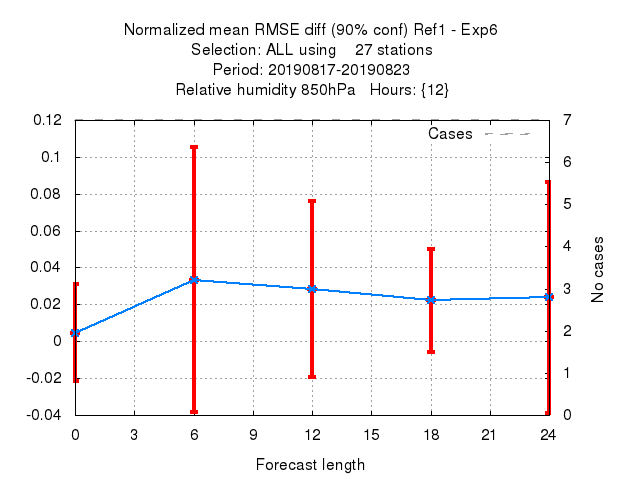 Normalized mean RMSE diff (90% conf) Ref1 - Exp6
Selection: ALL using    27 stations
Period: 20190817-20190823
Relative humidity 850hPa   Hours: {12}
0.12
0.1
0.08
0.06
0.04
0.02
0
-0.02
-0.04
Cases
7
6
5
4
3
2
1
0
No cases
0 3 6 9 12 15 18 21 24
Forecast length